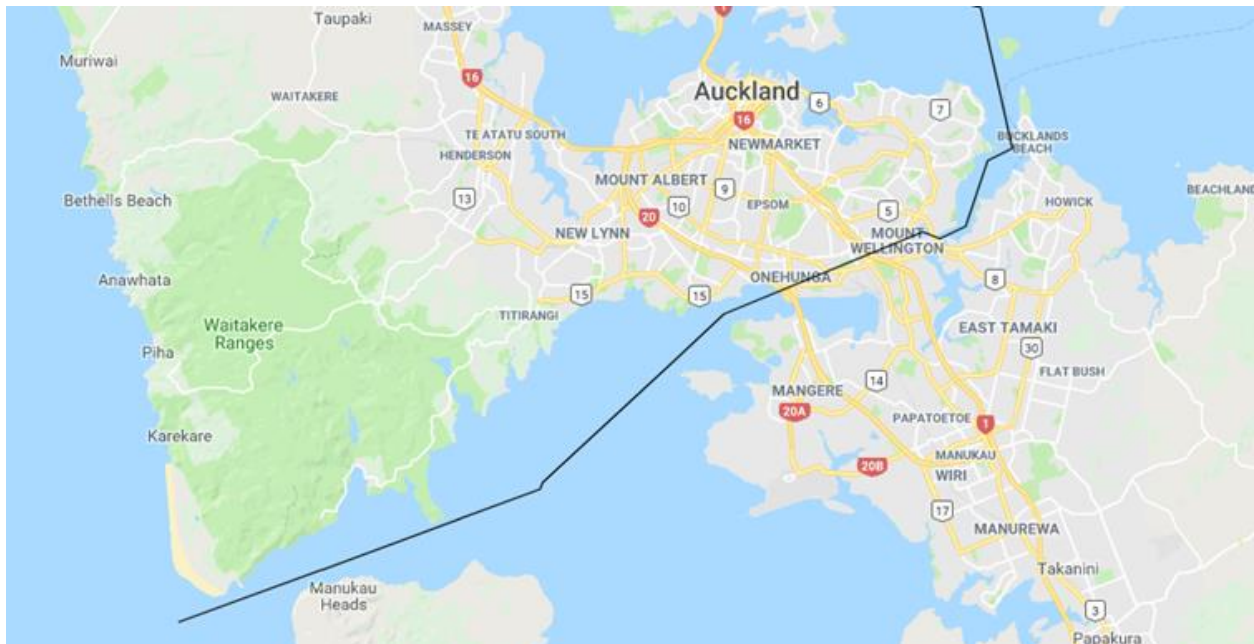 Taupaki
MASSEY
1
Muriwai
16
WAITAKERE
Auckland
6
7
16
TE ATATU SOUTH
NEWMARKET
BUCKLANDS
BEACH
HENDERSON
MOUNT ALBERT
9
BEACHLAND
Bethells Beach
13
10
EPSOM
5
HOWICK
20
NEW LYNN
MOUNT
WELLINGTON
Anawhata
ONEHUNGA
8
15
15
TITIRANGI
Waitakere
Ranges
EAST TAMAKI
Piha
30
FLAT BUSH
14
MANGERE
20A
PAPATOETOE
1
Karekare
MANUKAU
20B
WIRI
17
MANUREWA
Takanini
Manukau
Heads
3
Papakura